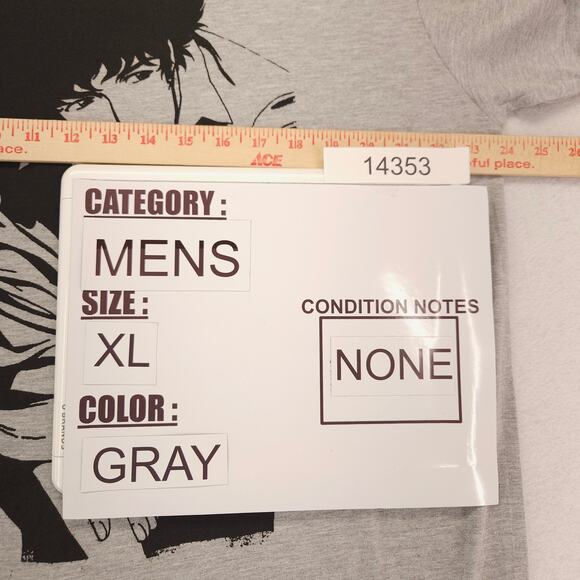 11 12 13 14 15 16 17 18 19 20 21 22 23 24 25 26
ace.
ACE
ful place.
14353
CATEGORY :
MENS
SIZE :
XL
CONDITION NOTES
NONE
COLOR :
GRAY